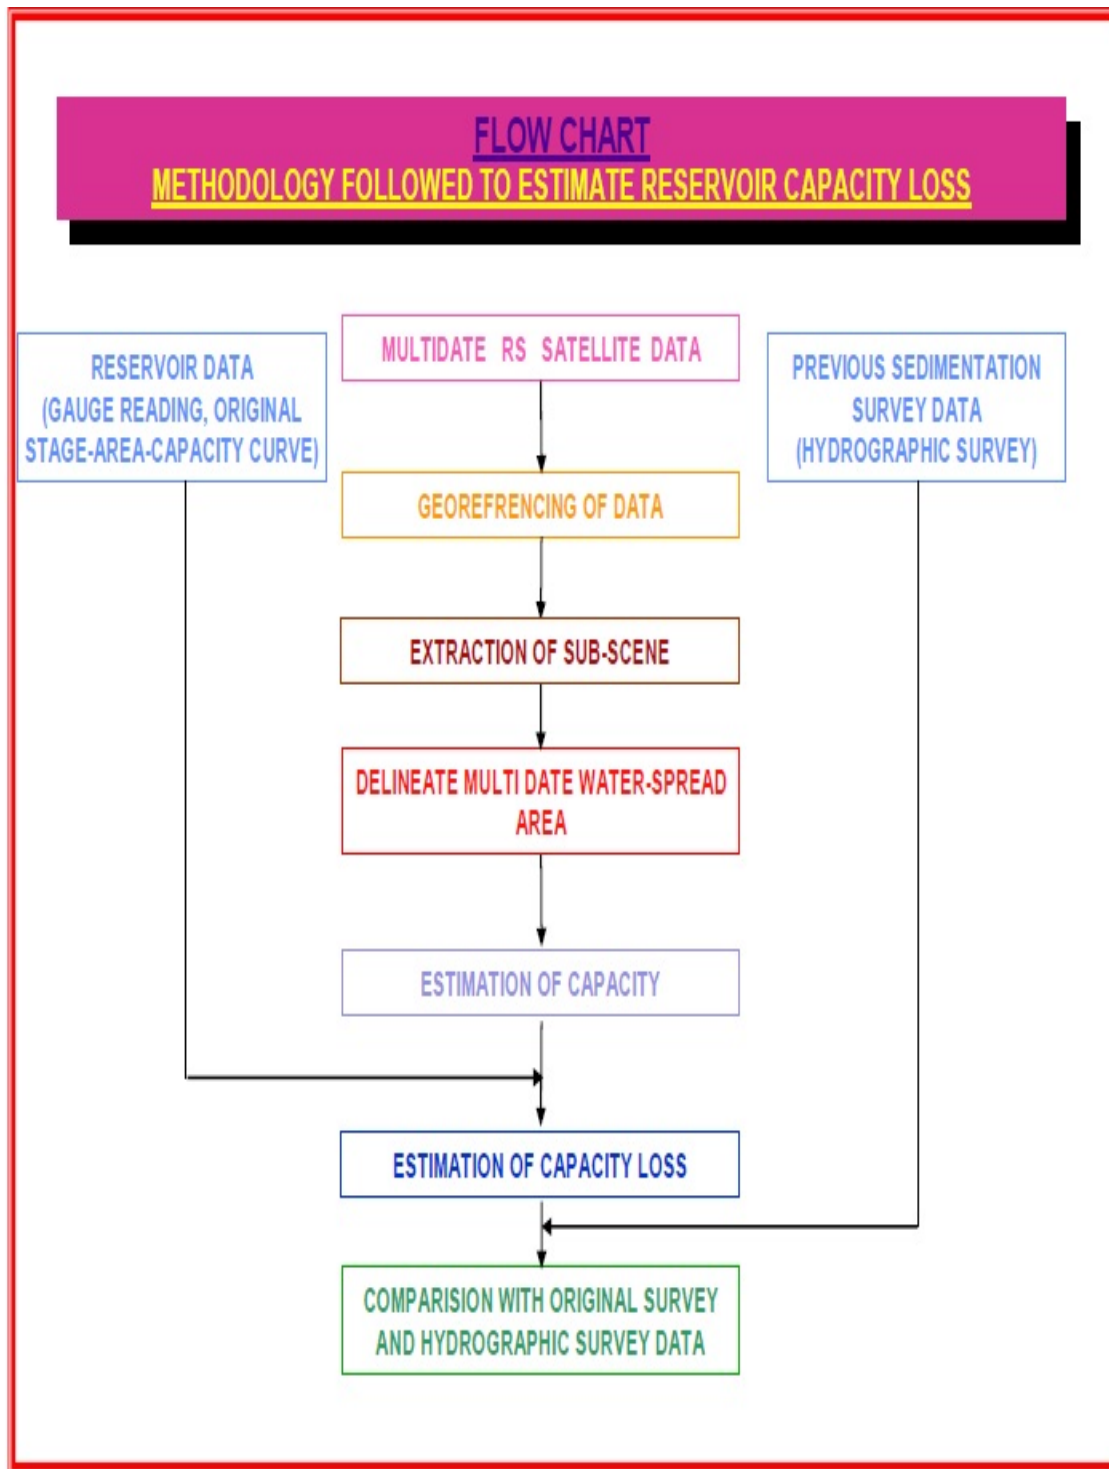 FLOW CHART
METHODOLOGY FOLLOWED TO ESTIMATE RESERVOIR CAPACITY LOSS
RESERVOIR DATA
(GAUGE READING, ORIGINAL
STAGE-AREA-CAPACITY CURVE)
MULTIDATE RS SATELLITE DATA
PREVIOUS SEDIMENTATION
SURVEY DATA
(HYDROGRAPHIC SURVEY)
GEOREFRENCING OF DATA
EXTRACTION OF SUB-SCENE
DELINEATE MULTI DATE WATER-SPREAD
AREA
ESTIMATION OF CAPACITY
ESTIMATION OF CAPACITY LOSS
COMPARISION WITH ORIGINAL SURVEY
AND HYDROGRAPHIC SURVEY DATA